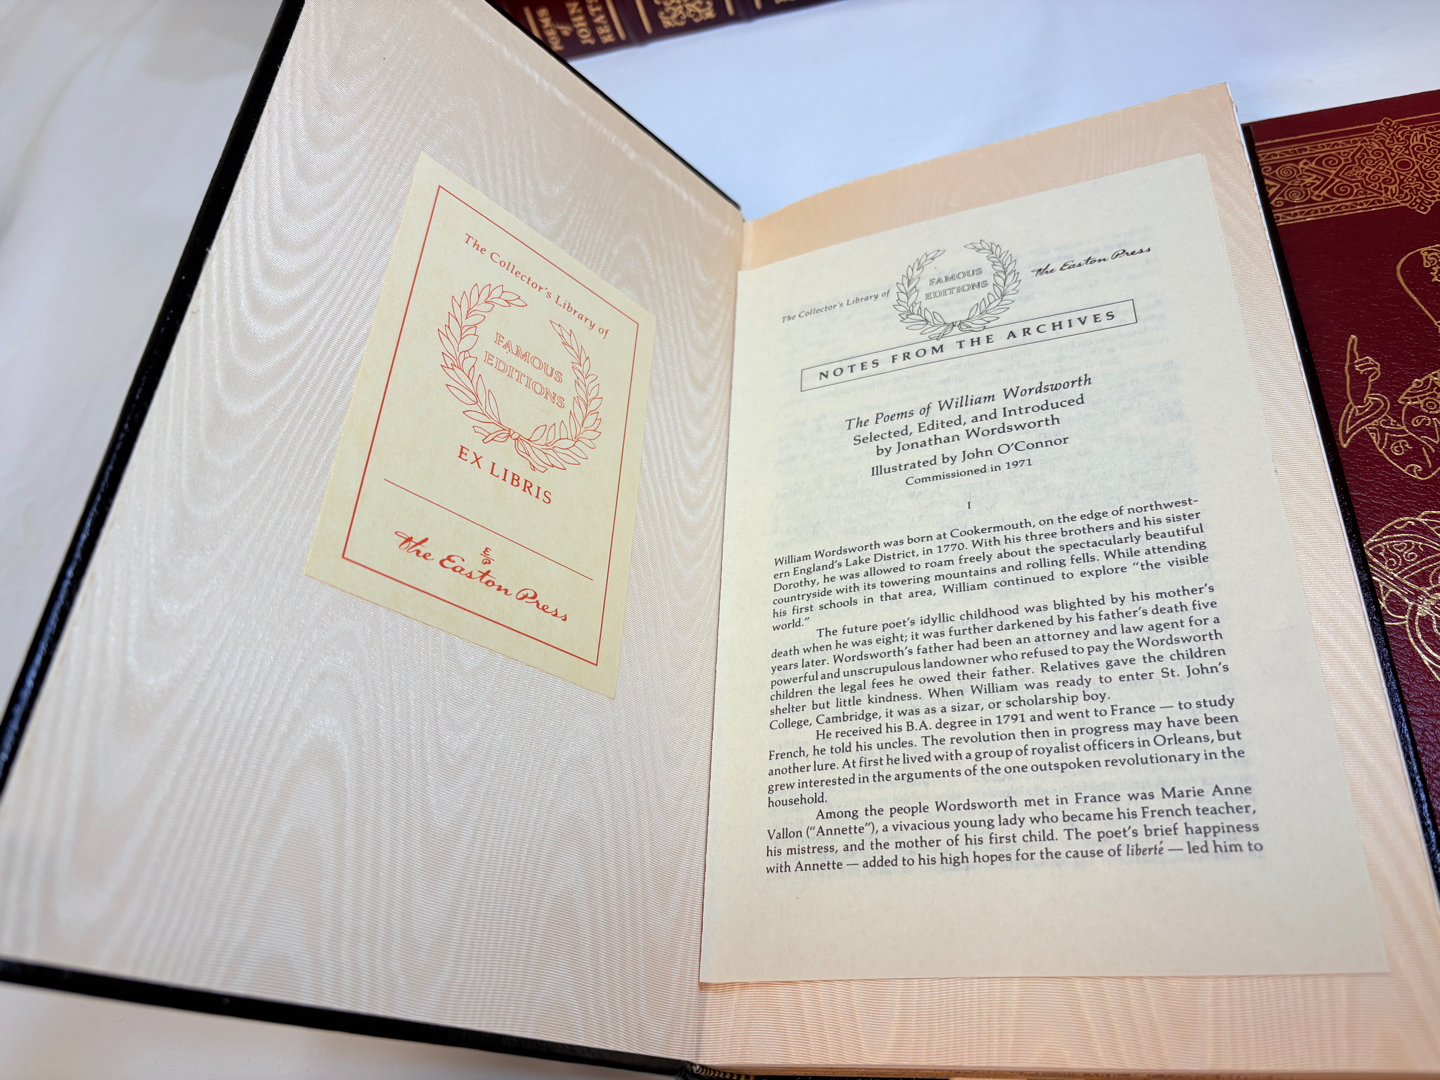 POEMS
of
JOHN
KEATS
The Collector's Library of
FAMOUS
EDITIONS
EX LIBRIS
E
P
The Easton Press
The Collector's Library of
FAMOUS
EDITIONS
The Easton Press
NOTES FROM THE ARCHIVES
The Poems of William Wordsworth
Selected, Edited, and Introduced
by Jonathan Wordsworth
Illustrated by John O'Connor
Commissioned in 1971
I
William Wordsworth was born at Cookermouth, on the edge of northwest-
ern England's Lake District, in 1770. With his three brothers and his sister
Dorothy, he was allowed to roam freely about the spectacularly beautiful
countryside with its towering mountains and rolling fells. While attending
his first schools in that area, William continued to explore "the visible
world."
The future poet's idyllic childhood was blighted by his mother's
death when he was eight; it was further darkened by his father's death five
years later. Wordsworth's father had been an attorney and law agent for a
powerful and unscrupulous landowner who refused to pay the Wordsworth
children the legal fees he owed their father. Relatives gave the children
shelter but little kindness. When William was ready to enter St. John's
College, Cambridge, it was as a sizar, or scholarship boy.
He received his B.A. degree in 1791 and went to France — to study
French, he told his uncles. The revolution then in progress may have been
another lure. At first he lived with a group of royalist officers in Orleans, but
grew interested in the arguments of the one outspoken revolutionary in the
household.
Among the people Wordsworth met in France was Marie Anne
Vallon ("Annette"), a vivacious young lady who became his French teacher,
his mistress, and the mother of his first child. The poet's brief happiness
with Annette — added to his high hopes for the cause of liberté — led him to